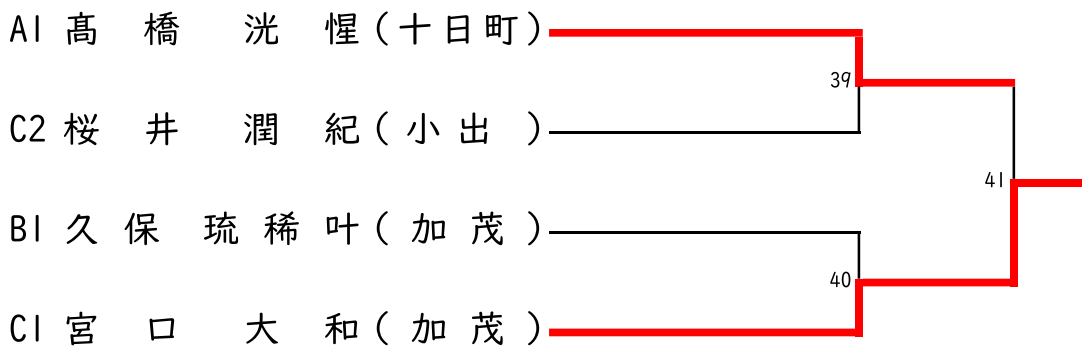 A1 髙橋 洸惺(十日町)
39
C2 桜井 潤紀(小出)
41
B1 久保 琉稀叶(加茂)
40
C1 宮口 大和(加茂)